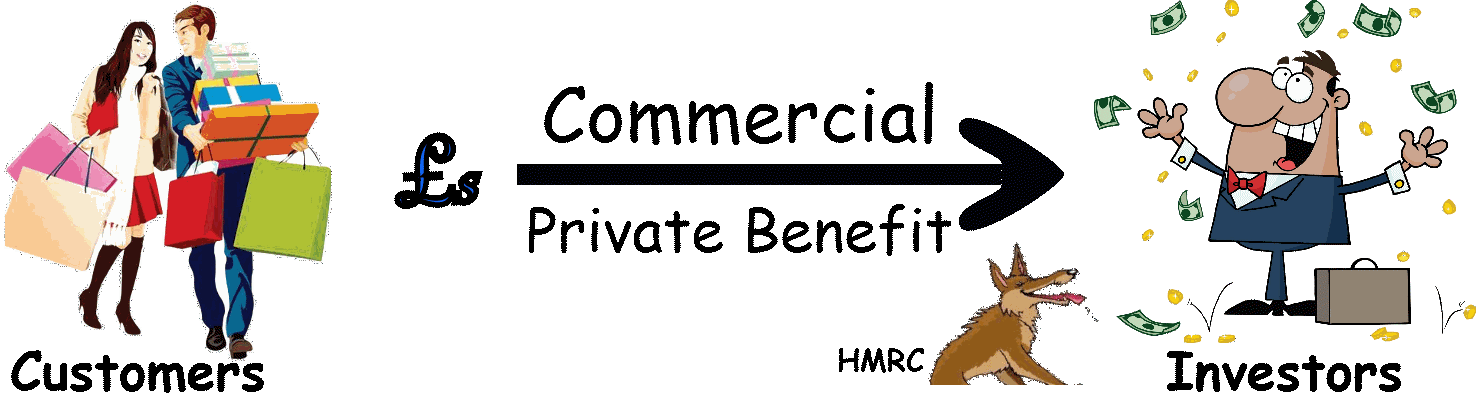 Commercial
£s
Private Benefit
HMRC
Customers
Investors